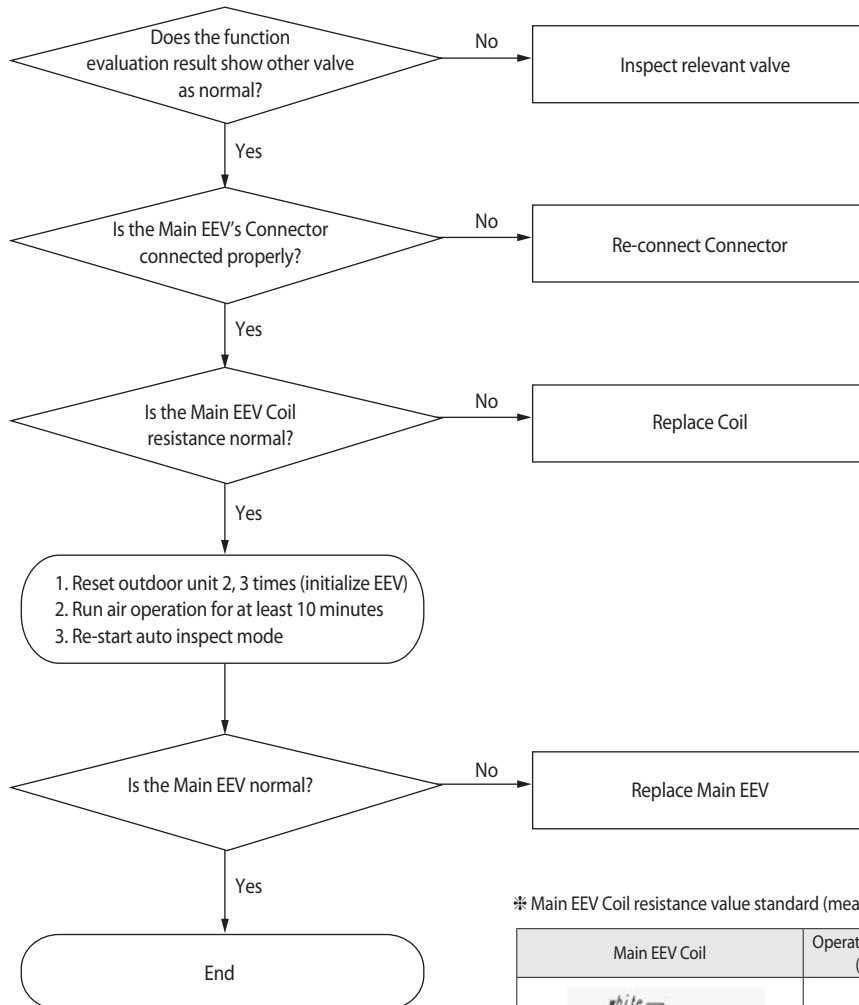 Does the function
evaluation result show other valve
as normal?
No
Inspect relevant valve
Yes
Is the Main EEV's Connector
connected properly?
No
Re-connect Connector
Yes
Is the Main EEV Coil
resistance normal?
No
Replace Coil
Yes
1. Reset outdoor unit 2, 3 times (initialize EEV)
2. Run air operation for at least 10 minutes
3. Re-start auto inspect mode
Is the Main EEV normal?
No
Replace Main EEV
Yes
End
❈ Main EEV Coil resistance value standard (mea
Main EEV Coil
Operat
(
white